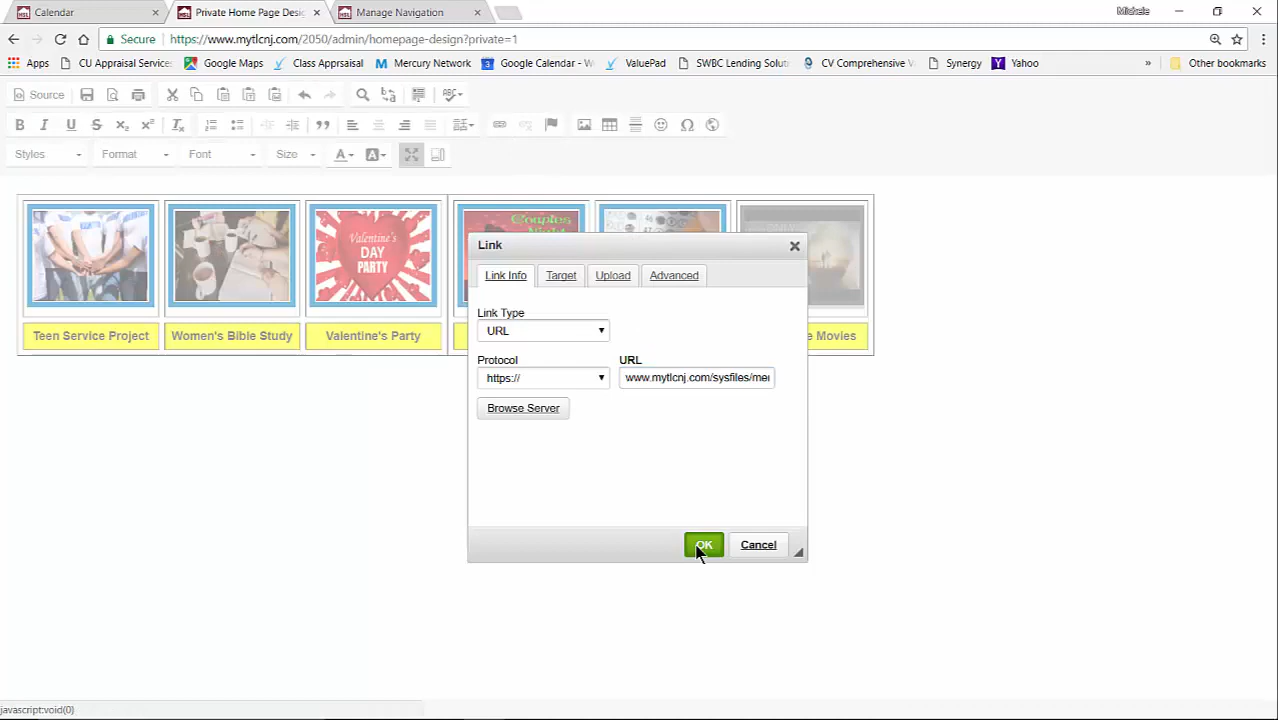 Calendar
Private Home Page Desi
Manage Navigation
Michele
Secure
https://www.mytlcnj.com/2050/admin/homepage-design?private=1
Apps
CU Appraisal Service
Google Maps
Class Appraisal
Mercury Network
Google Calendar - W
ValuePad
SWBC Lending Soluti
CV Comprehensive V
Synergy
Yahoo
»
Other bookmarks
Source
Styles
Format
Font
Size
Valentine's
DAY
PARTY
Couples
Night
Link
Link Info
Target
Upload
Advanced
Link Type
URL
Teen Service Project
Women's Bible Study
Valentine's Party
e Movies
Protocol
URL
https://
www.mytlcnj.com/sysfiles/mer
Browse Server
OK
Cancel
javascript:void(0)